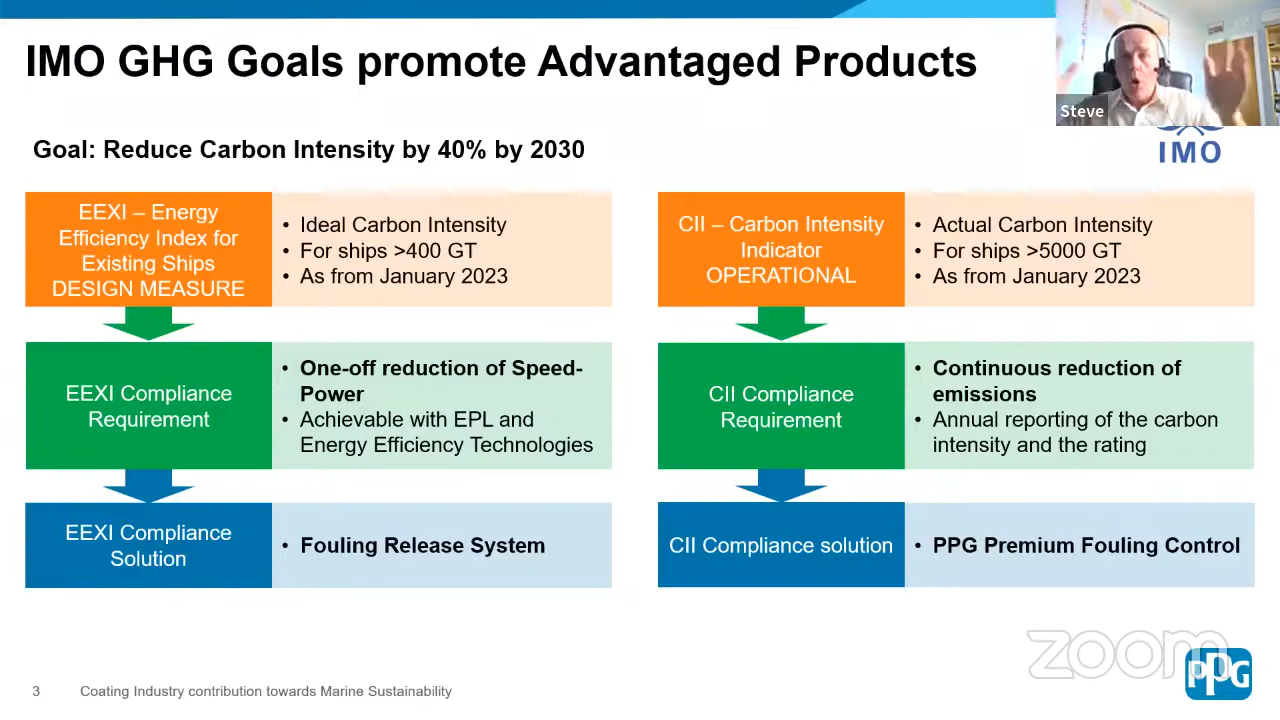 IMO GHG Goals promote Advantaged Products
Steve
IMO
Goal: Reduce Carbon Intensity by 40% by 2030
EEXI – Energy
Efficiency Index for
Existing Ships
DESIGN MEASURE
• Ideal Carbon Intensity
• For ships >400 GT
• As from January 2023
EEXI Compliance
Requirement
• One-off reduction of Speed-
Power
• Achievable with EPL and
Energy Efficiency Technologies
EEXI Compliance
Solution
• Fouling Release System
CII – Carbon Intensity
Indicator
OPERATIONAL
• Actual Carbon Intensity
• For ships >5000 GT
• As from January 2023
CII Compliance
Requirement
• Continuous reduction of
emissions
• Annual reporting of the carbon
intensity and the rating
CII Compliance solution
• PPG Premium Fouling Control
zoom
PPG
3 Coating Industry contribution towards Marine Sustainability